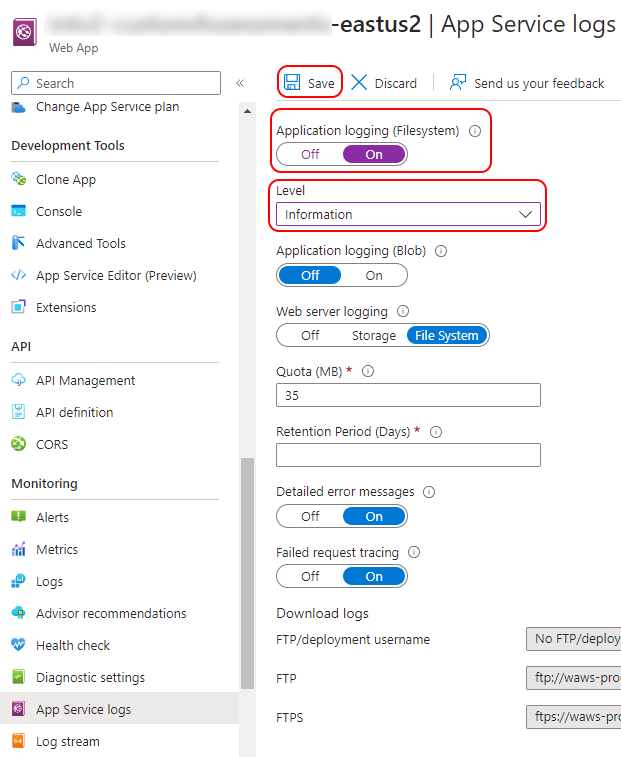 -eastus2 | App Service logs
Web App
Search
«
Save
Discard
Send us your feedback
Change App Service plan
Development Tools
Clone App
Console
Advanced Tools
App Service Editor (Preview)
Extensions
API
API Management
API definition
CORS
Monitoring
Alerts
Metrics
Logs
Advisor recommendations
Health check
Diagnostic settings
App Service logs
Log stream
Application logging (Filesystem)
Off On
Level
Information
Application logging (Blob)
Off On
Web server logging
Off Storage File System
Quota (MB) *
35
Retention Period (Days) *
Detailed error messages
Off On
Failed request tracing
Off On
Download logs
FTP/deployment username
No FTP/deploy
FTP
ftp://waws-pro
FTPS
ftps://waws-pro